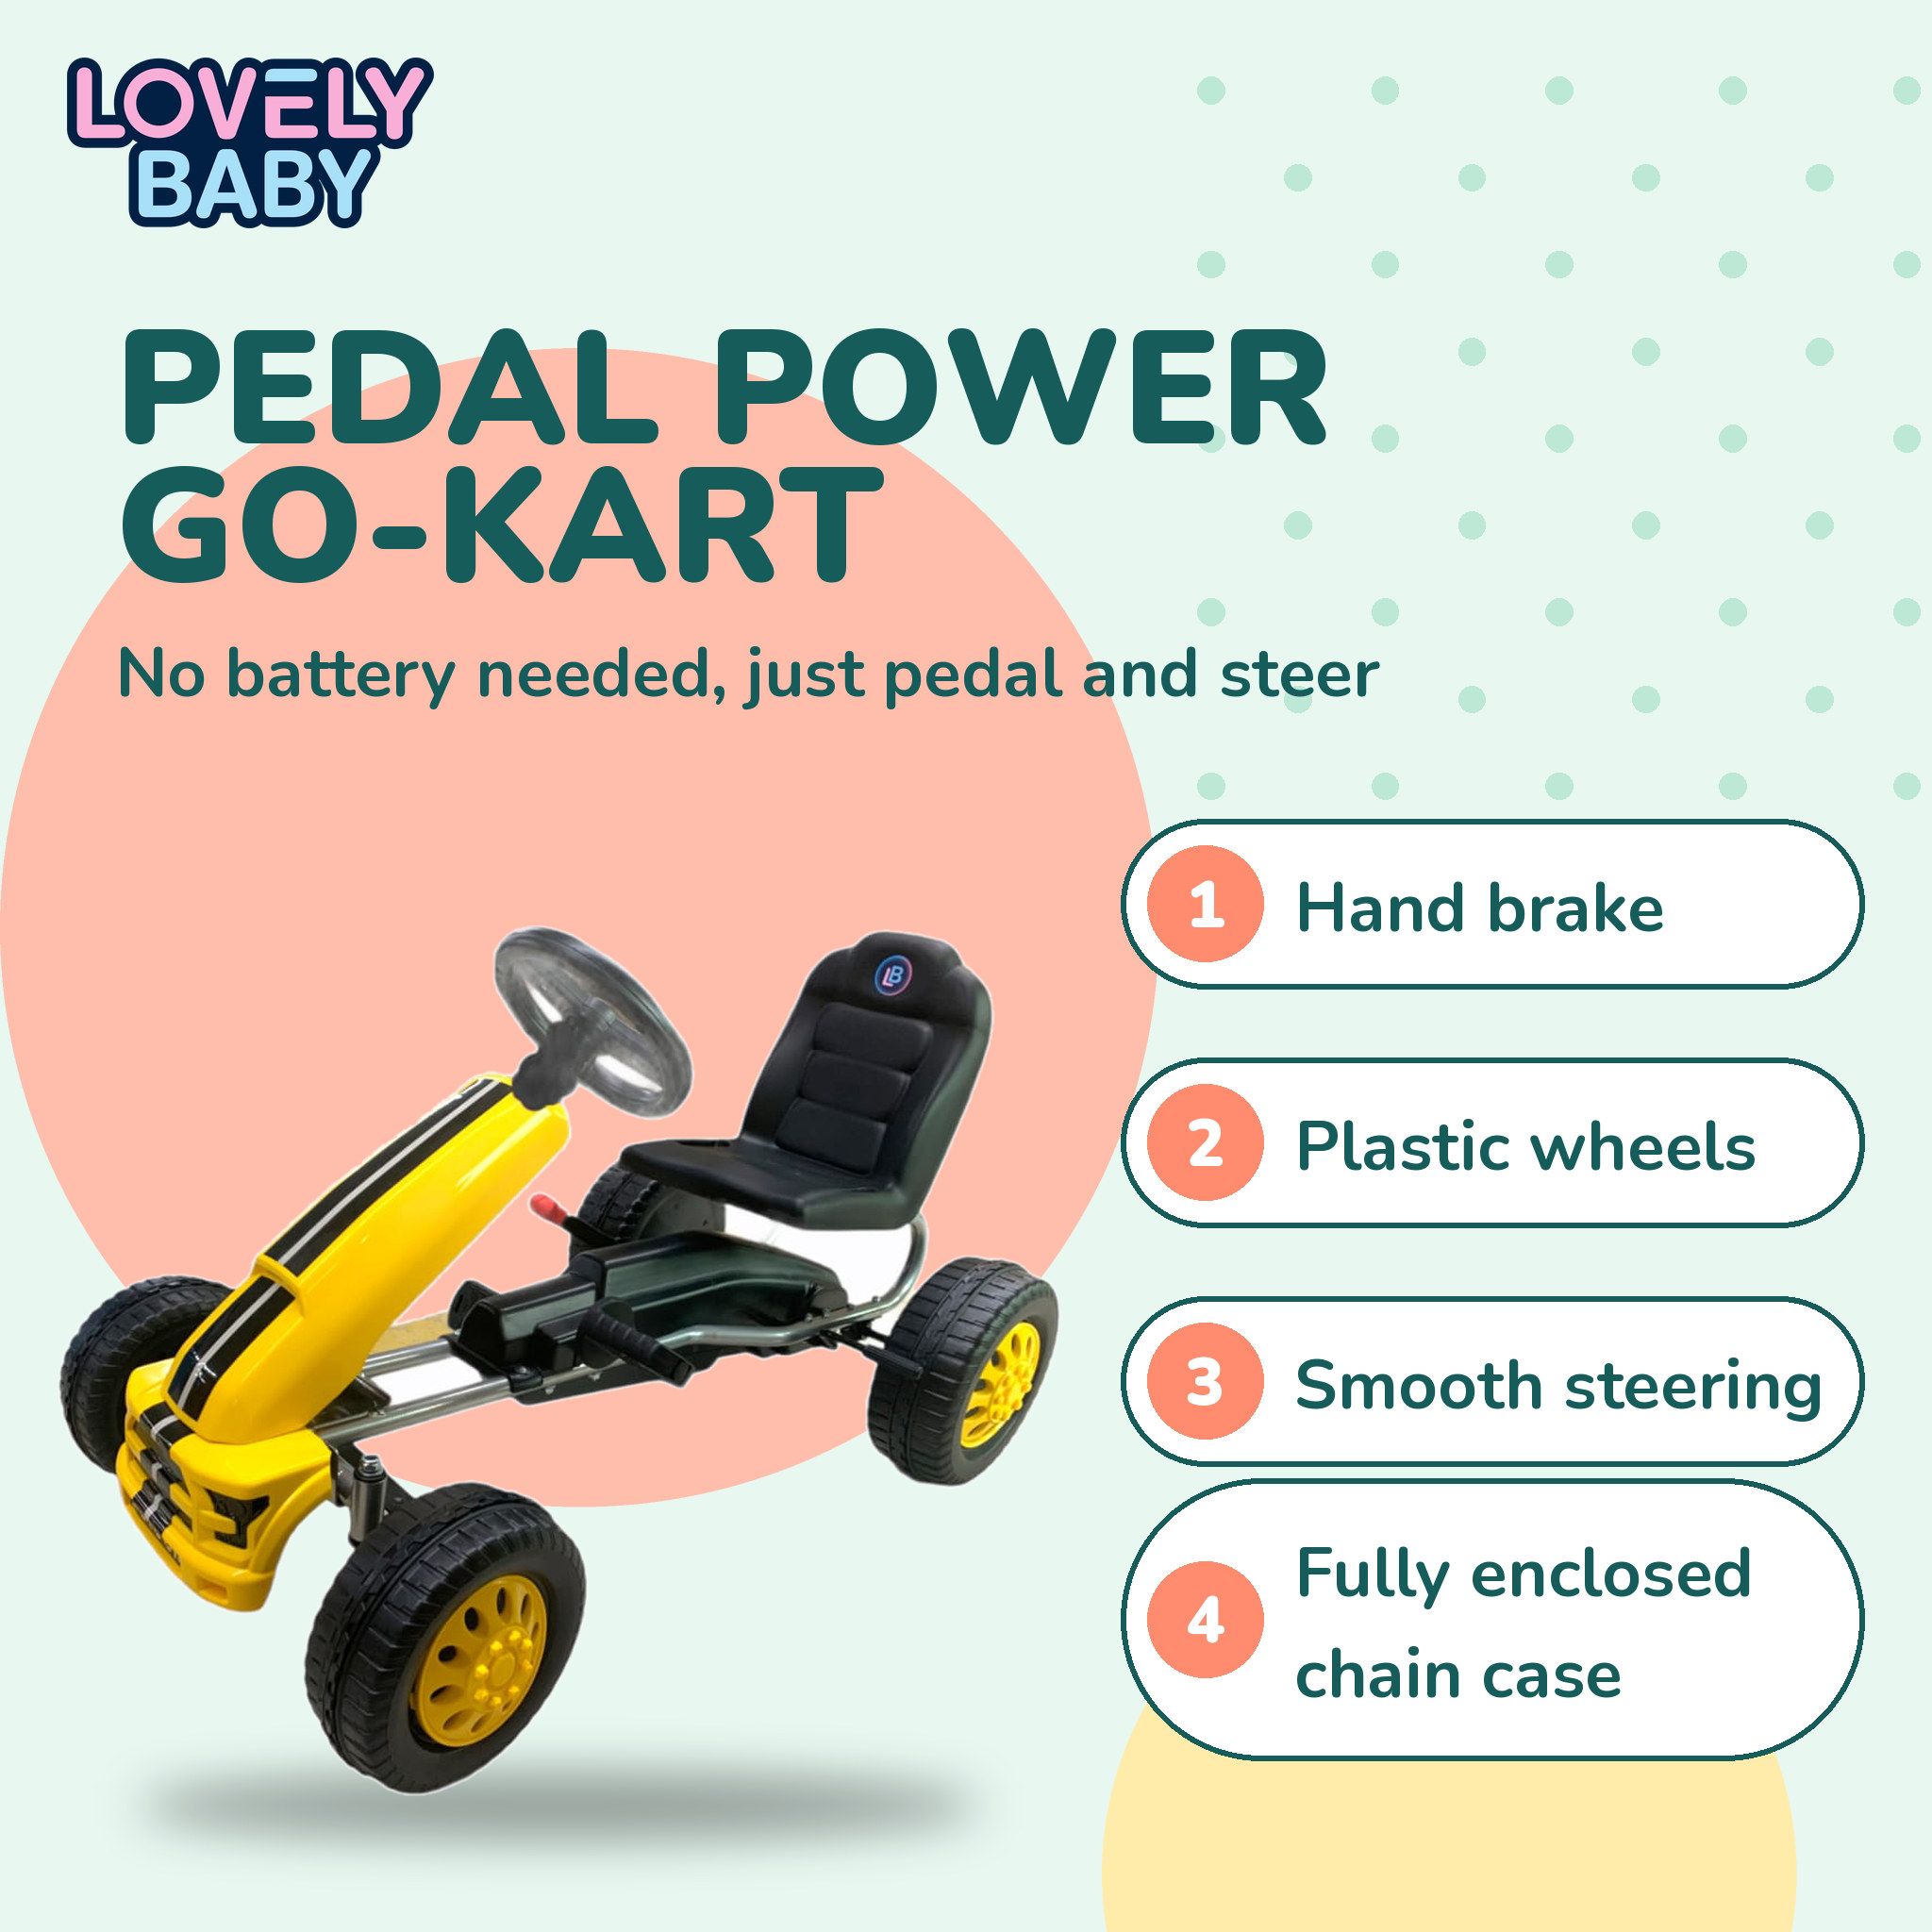 LOVELY
BABY
PEDAL POWER
GO-KART
No battery needed, just pedal and steer
LB
1 Hand brake
2 Plastic wheels
3 Smooth steering
4 Fully enclosed
chain case